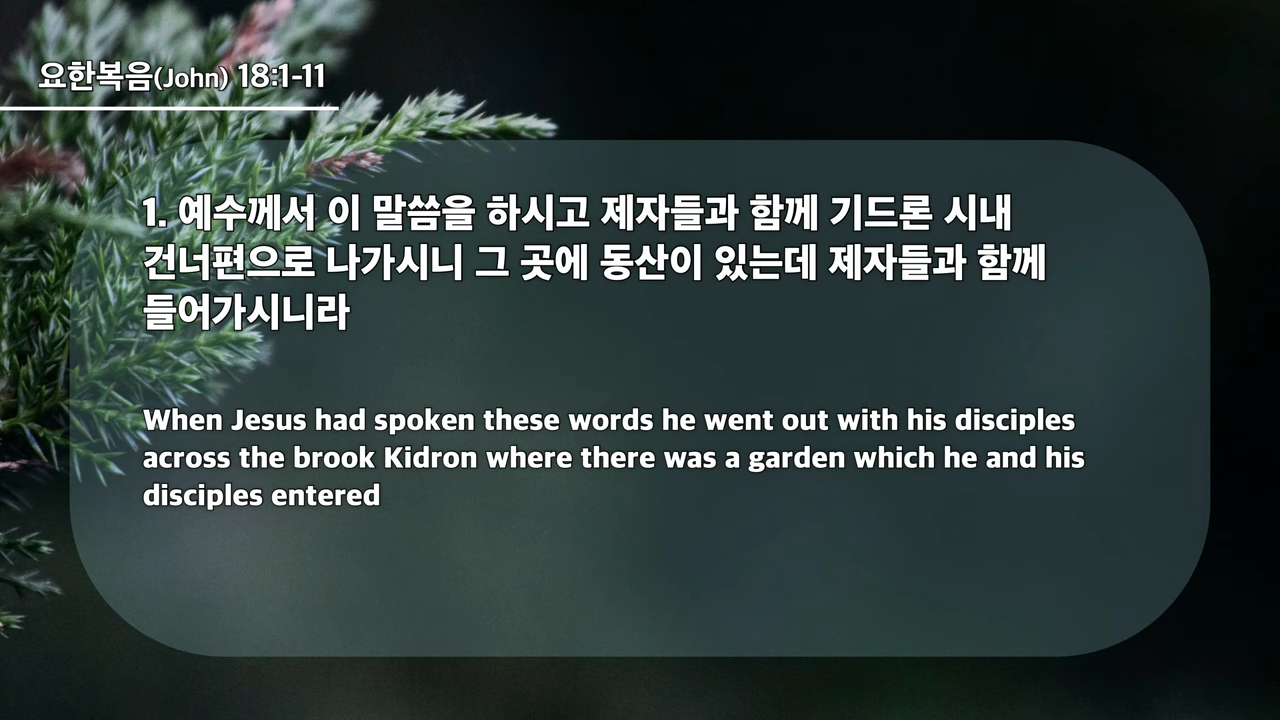 요한복음(John) 18:1-11
1. 예수께서 이 말씀을 하시고 제자들과 함께 기드론 시내
건너편으로 나가시니 그 곳에 동산이 있는데 제자들과 함께
들어가시니라
When Jesus had spoken these words he went out with his disciples
across the brook Kidron where there was a garden which he and his
disciples entered